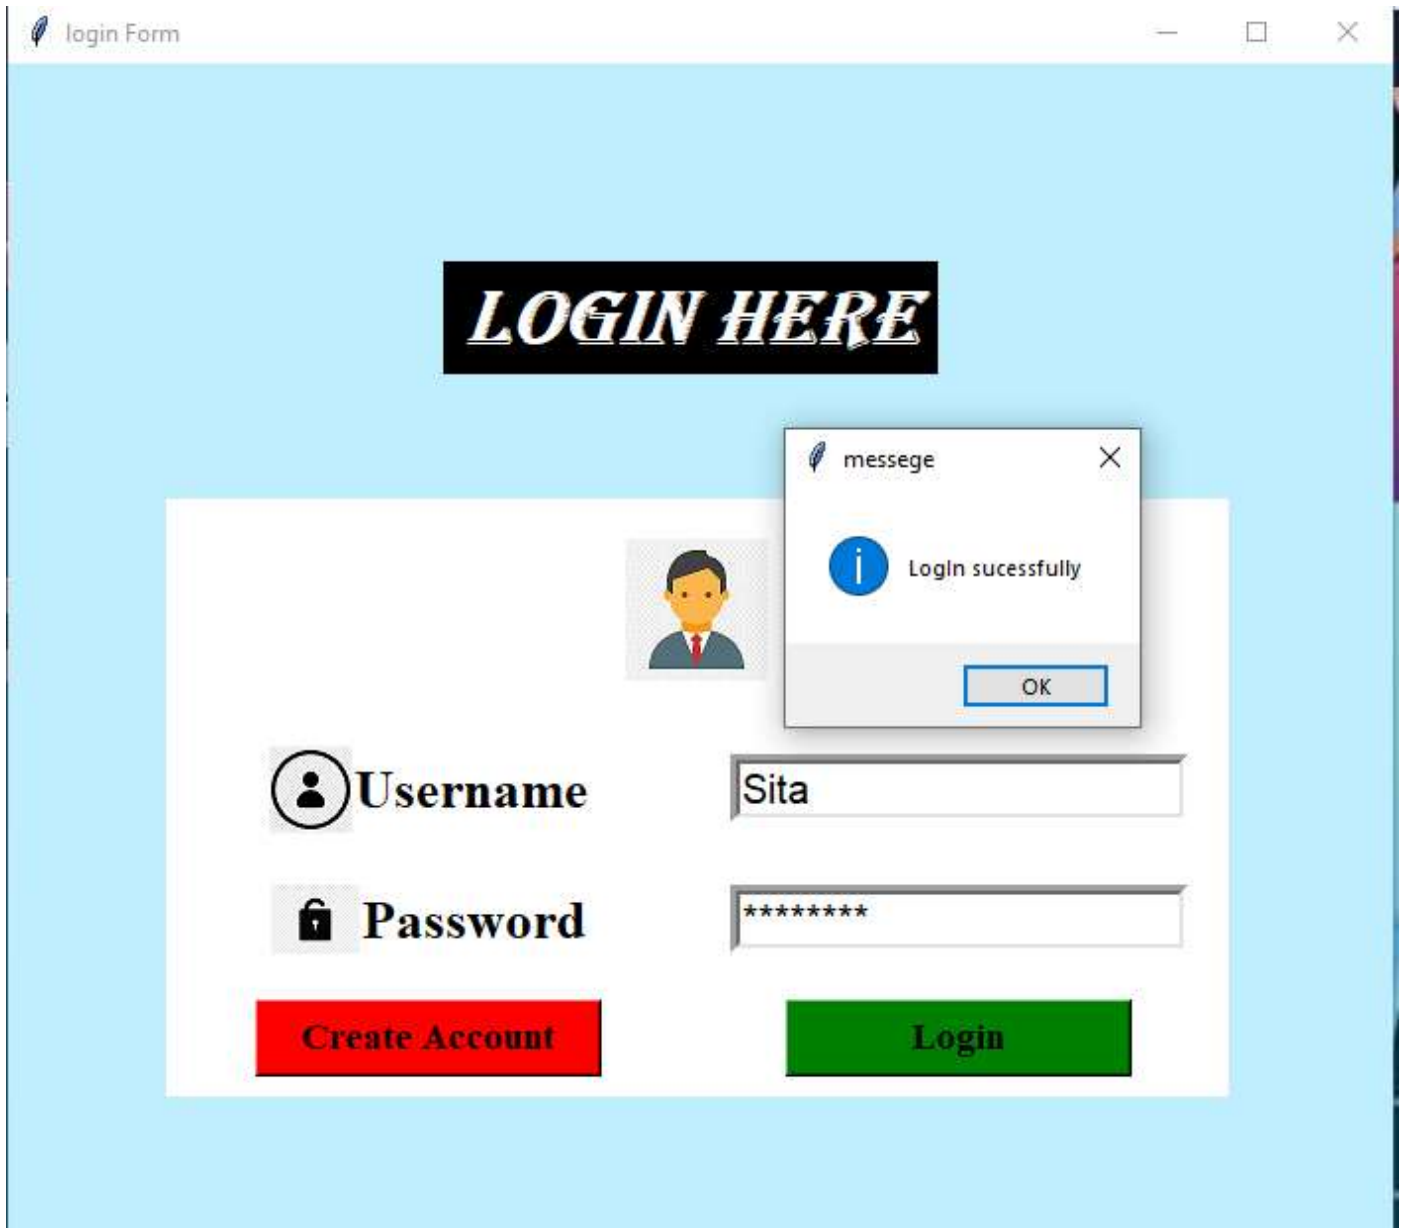 login Form
LOGIN HERE
messege
LogIn sucessfully
OK
Username
Sita
Password
********
Create Account
Login